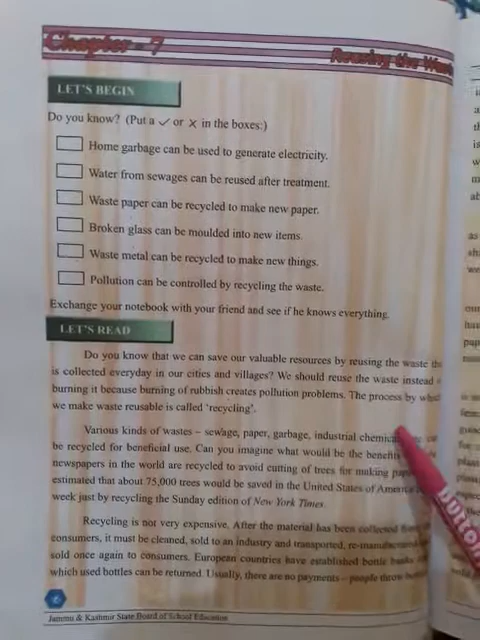 Chapter - 7
Reusing the Waste
LET'S BEGIN
Do you know? (Put a ✓ or × in the boxes:)
Home garbage can be used to generate electricity.
Water from sewages can be reused after treatment.
Waste paper can be recycled to make new paper.
Broken glass can be moulded into new items.
Waste metal can be recycled to make new things.
Pollution can be controlled by recycling the waste.
Exchange your notebook with your friend and see if he knows everything.
LET'S READ
Do you know that we can save our valuable resources by reusing the waste
is collected everyday in our cities and villages? We should reuse the waste instead
burning it because burning of rubbish creates pollution problems. The process by
we make waste reusable is called 'recycling'.
Various kinds of wastes – sewage, paper, garbage, industrial
be recycled for beneficial use. Can you imagine what would be the benefits
newspapers in the world are recycled to avoid cutting of trees for making
estimated that about 75,000 trees would be saved in the United States of America
week just by recycling the Sunday edition of New York Times.
Recycling is not very expensive. After the material has been collected
consumers, it must be cleaned, sold to an industry and transported,
sold once again to consumers. European countries have established bottle banks
which used bottles can be returned. Usually, there are no payments – people throw
Jammu & Kashmir State Board of School Education
button